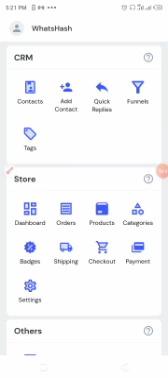 5:21 PM
WhatsHash
CRM
Contacts
Add Contact
Quick Replies
Funnels
Tags
Store
Dashboard
Orders
Products
Categories
Badges
Shipping
Checkout
Payment
Settings
Others